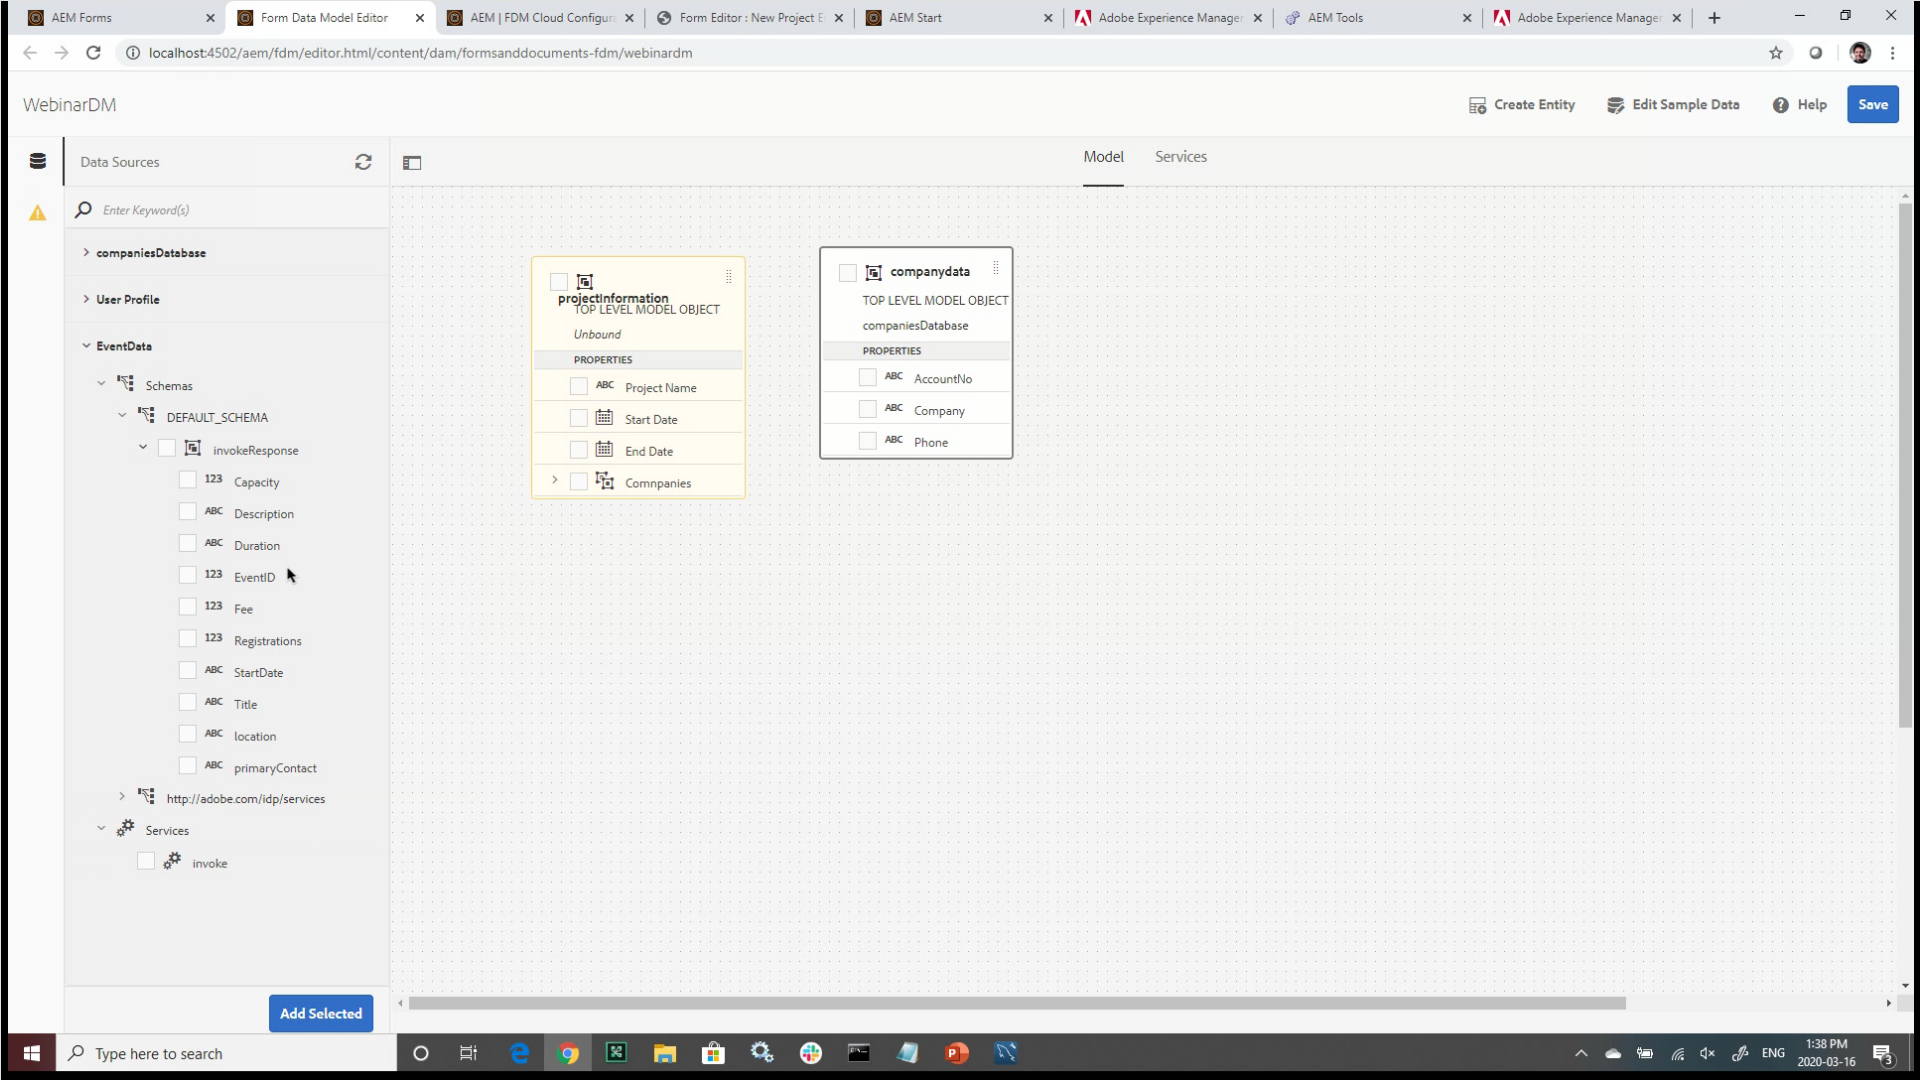 AEM Forms
Form Data Model Editor
AEM | FDM Cloud Configura
Form Editor : New Project E
AEM Start
Adobe Experience Manager
AEM Tools
Adobe Experience Manager
localhost:4502/aem/fdm/editor.html/content/dam/formsanddocuments-fdm/webinardm
WebinarDM
Create Entity
Edit Sample Data
Help
Save
Data Sources
Model
Services
Enter Keyword(s)
companiesDatabase
User Profile
EventData
Schemas
DEFAULT_SCHEMA
invokeResponse
123 Capacity
ABC Description
ABC Duration
123 EventID
123 Fee
123 Registrations
ABC StartDate
ABC Title
ABC location
ABC primaryContact
http://adobe.com/idp/services
Services
invoke
Add Selected
projectInformation
TOP LEVEL MODEL OBJECT
Unbound
PROPERTIES
ABC Project Name
Start Date
End Date
Comnpanies
companydata
TOP LEVEL MODEL OBJECT
companiesDatabase
PROPERTIES
ABC AccountNo
ABC Company
ABC Phone
Type here to search
ENG
1:38 PM
2020-03-16
3